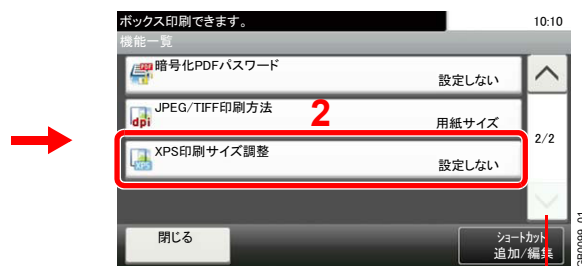 ボックス印刷できます。
10:10
機能一覧
暗号化PDFパスワード
設定しない
JPEG/TIFF印刷方法
2
用紙サイズ
2/2
XPS印刷サイズ調整
設定しない
閉じる
ショートカット
追加/編集
GB0099_01